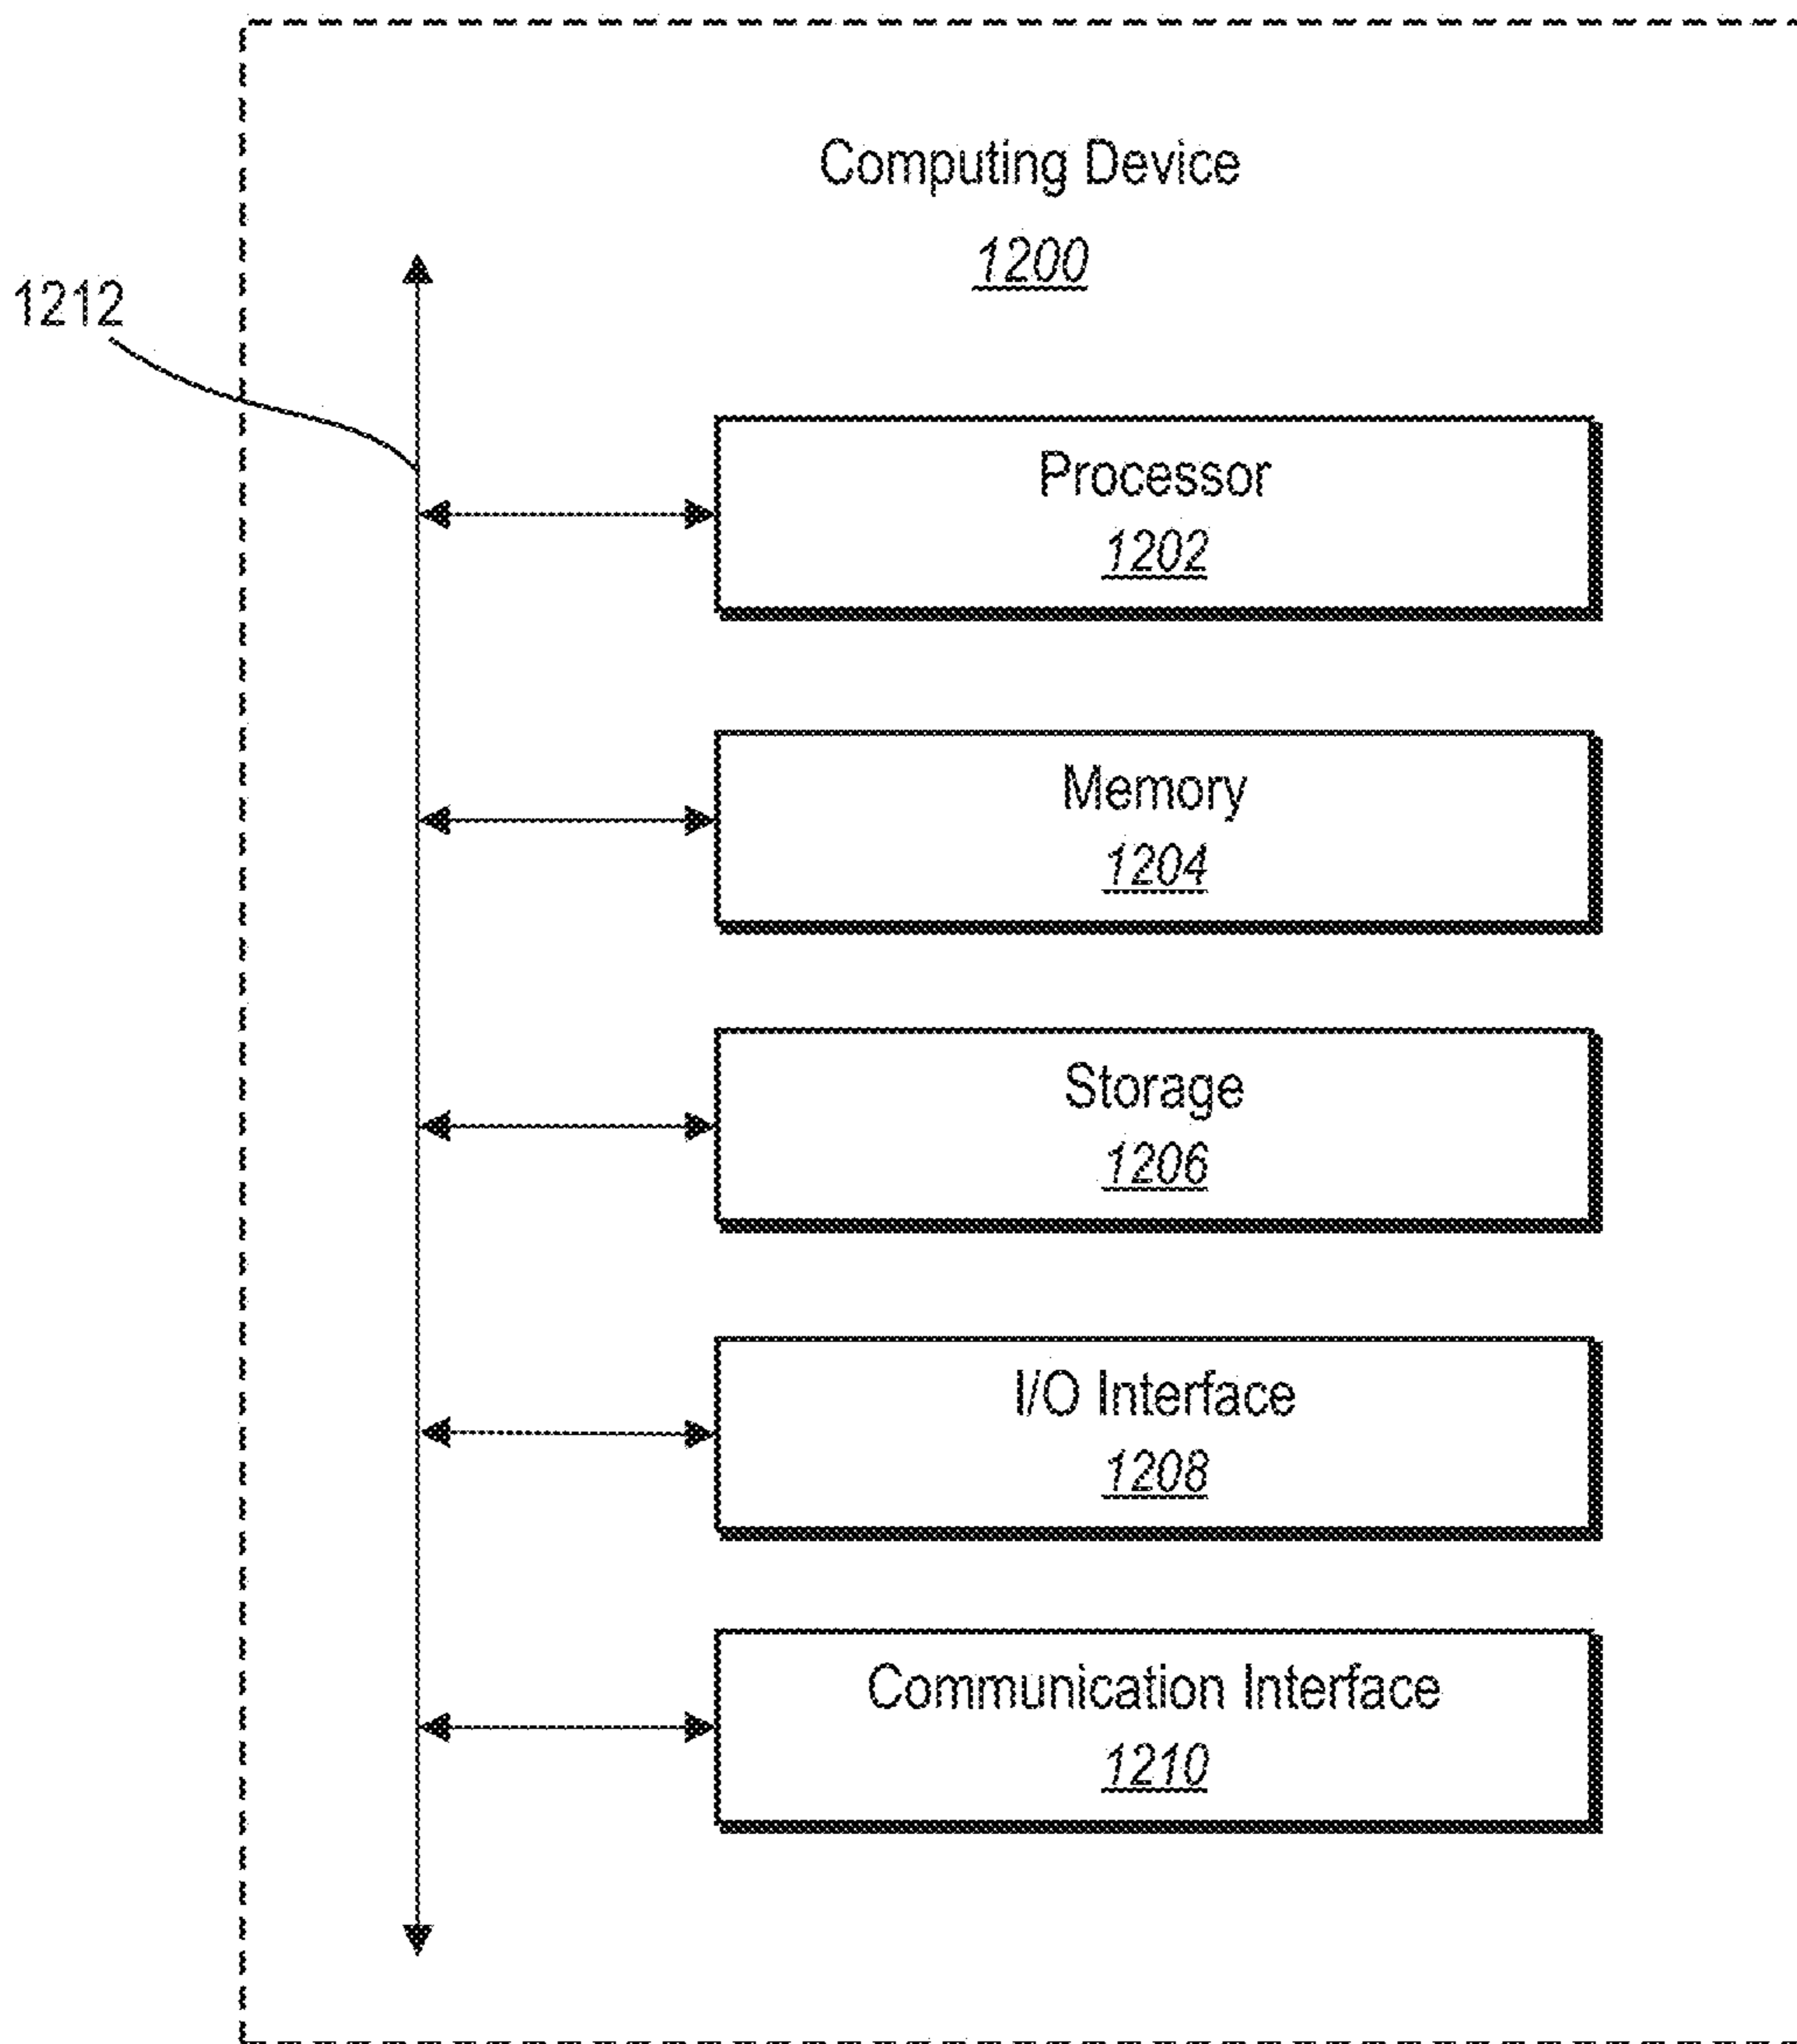 Computing Device
1200
1212
Processor
1202
Memory
1204
Storage
1206
I/O Interface
1208
Communication Interface
1210